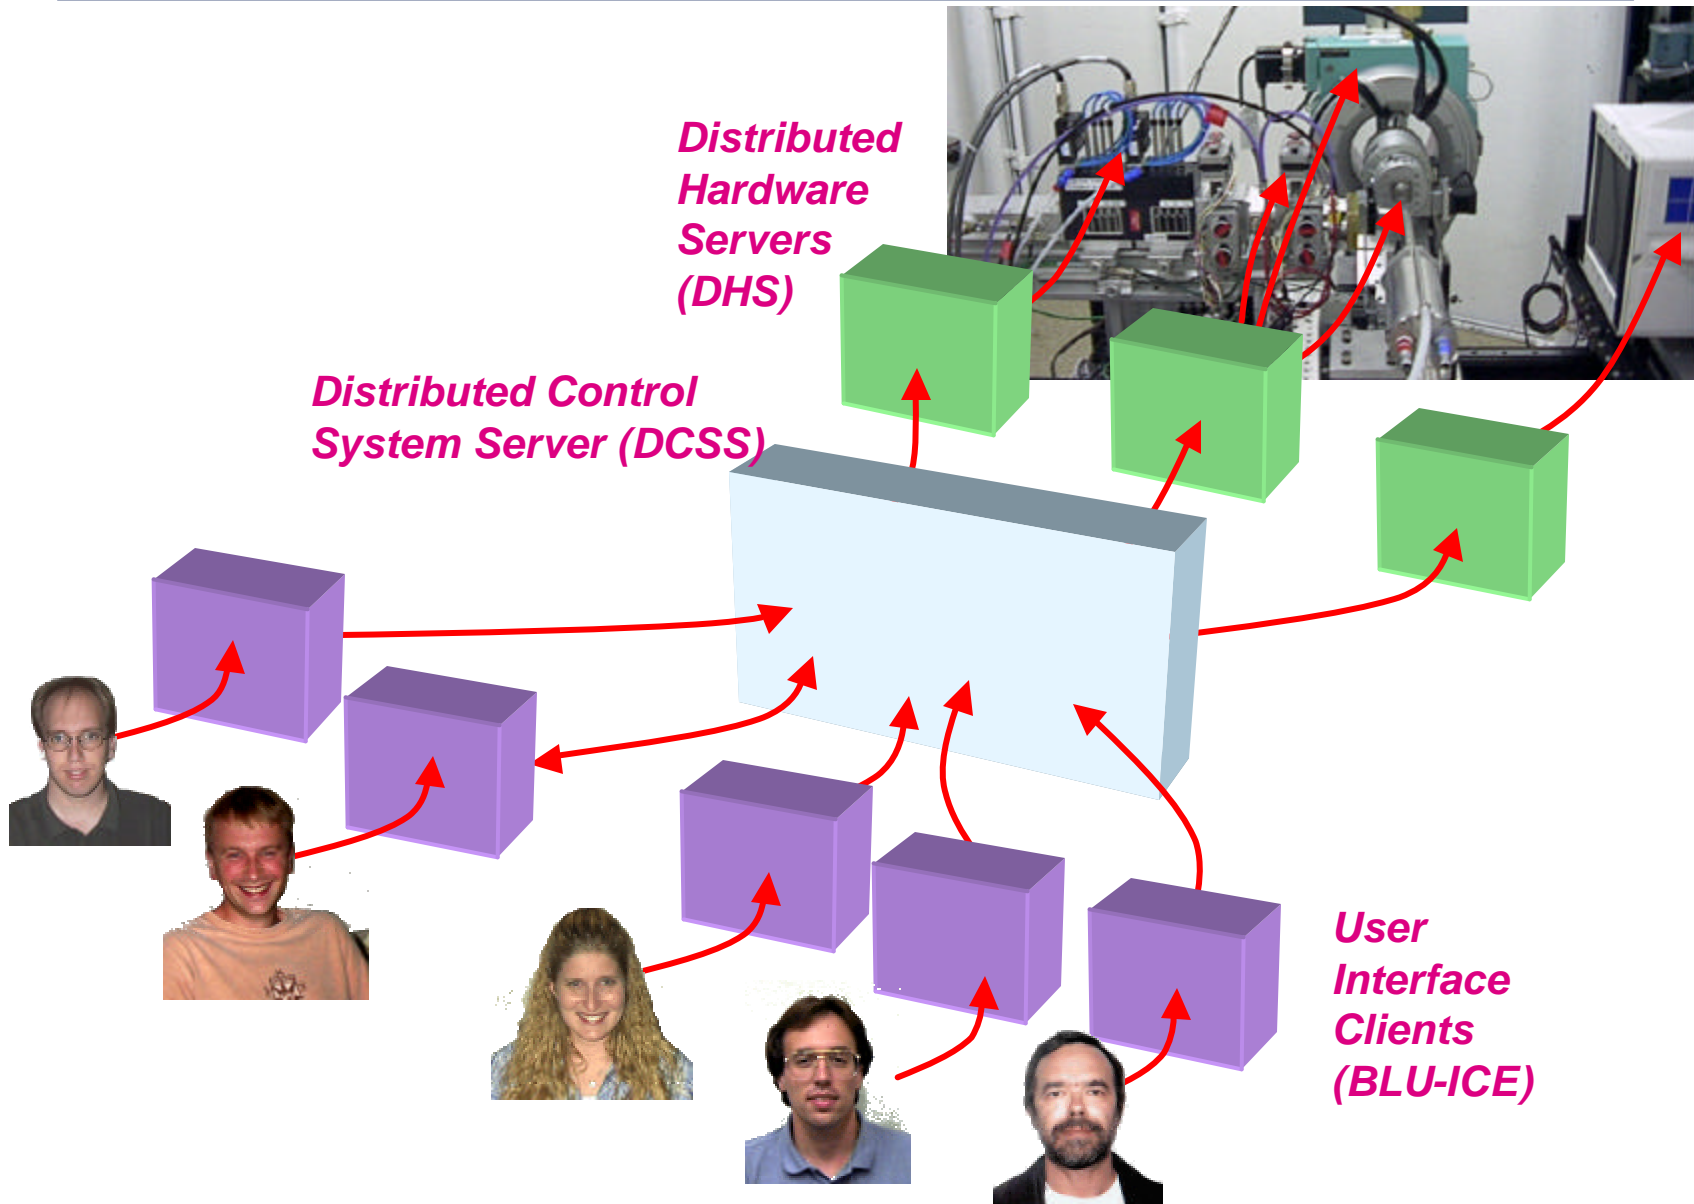 Distributed
Hardware
Servers
(DHS)
Distributed Control
System Server (DCSS)
User
Interface
Clients
(BLU-ICE)